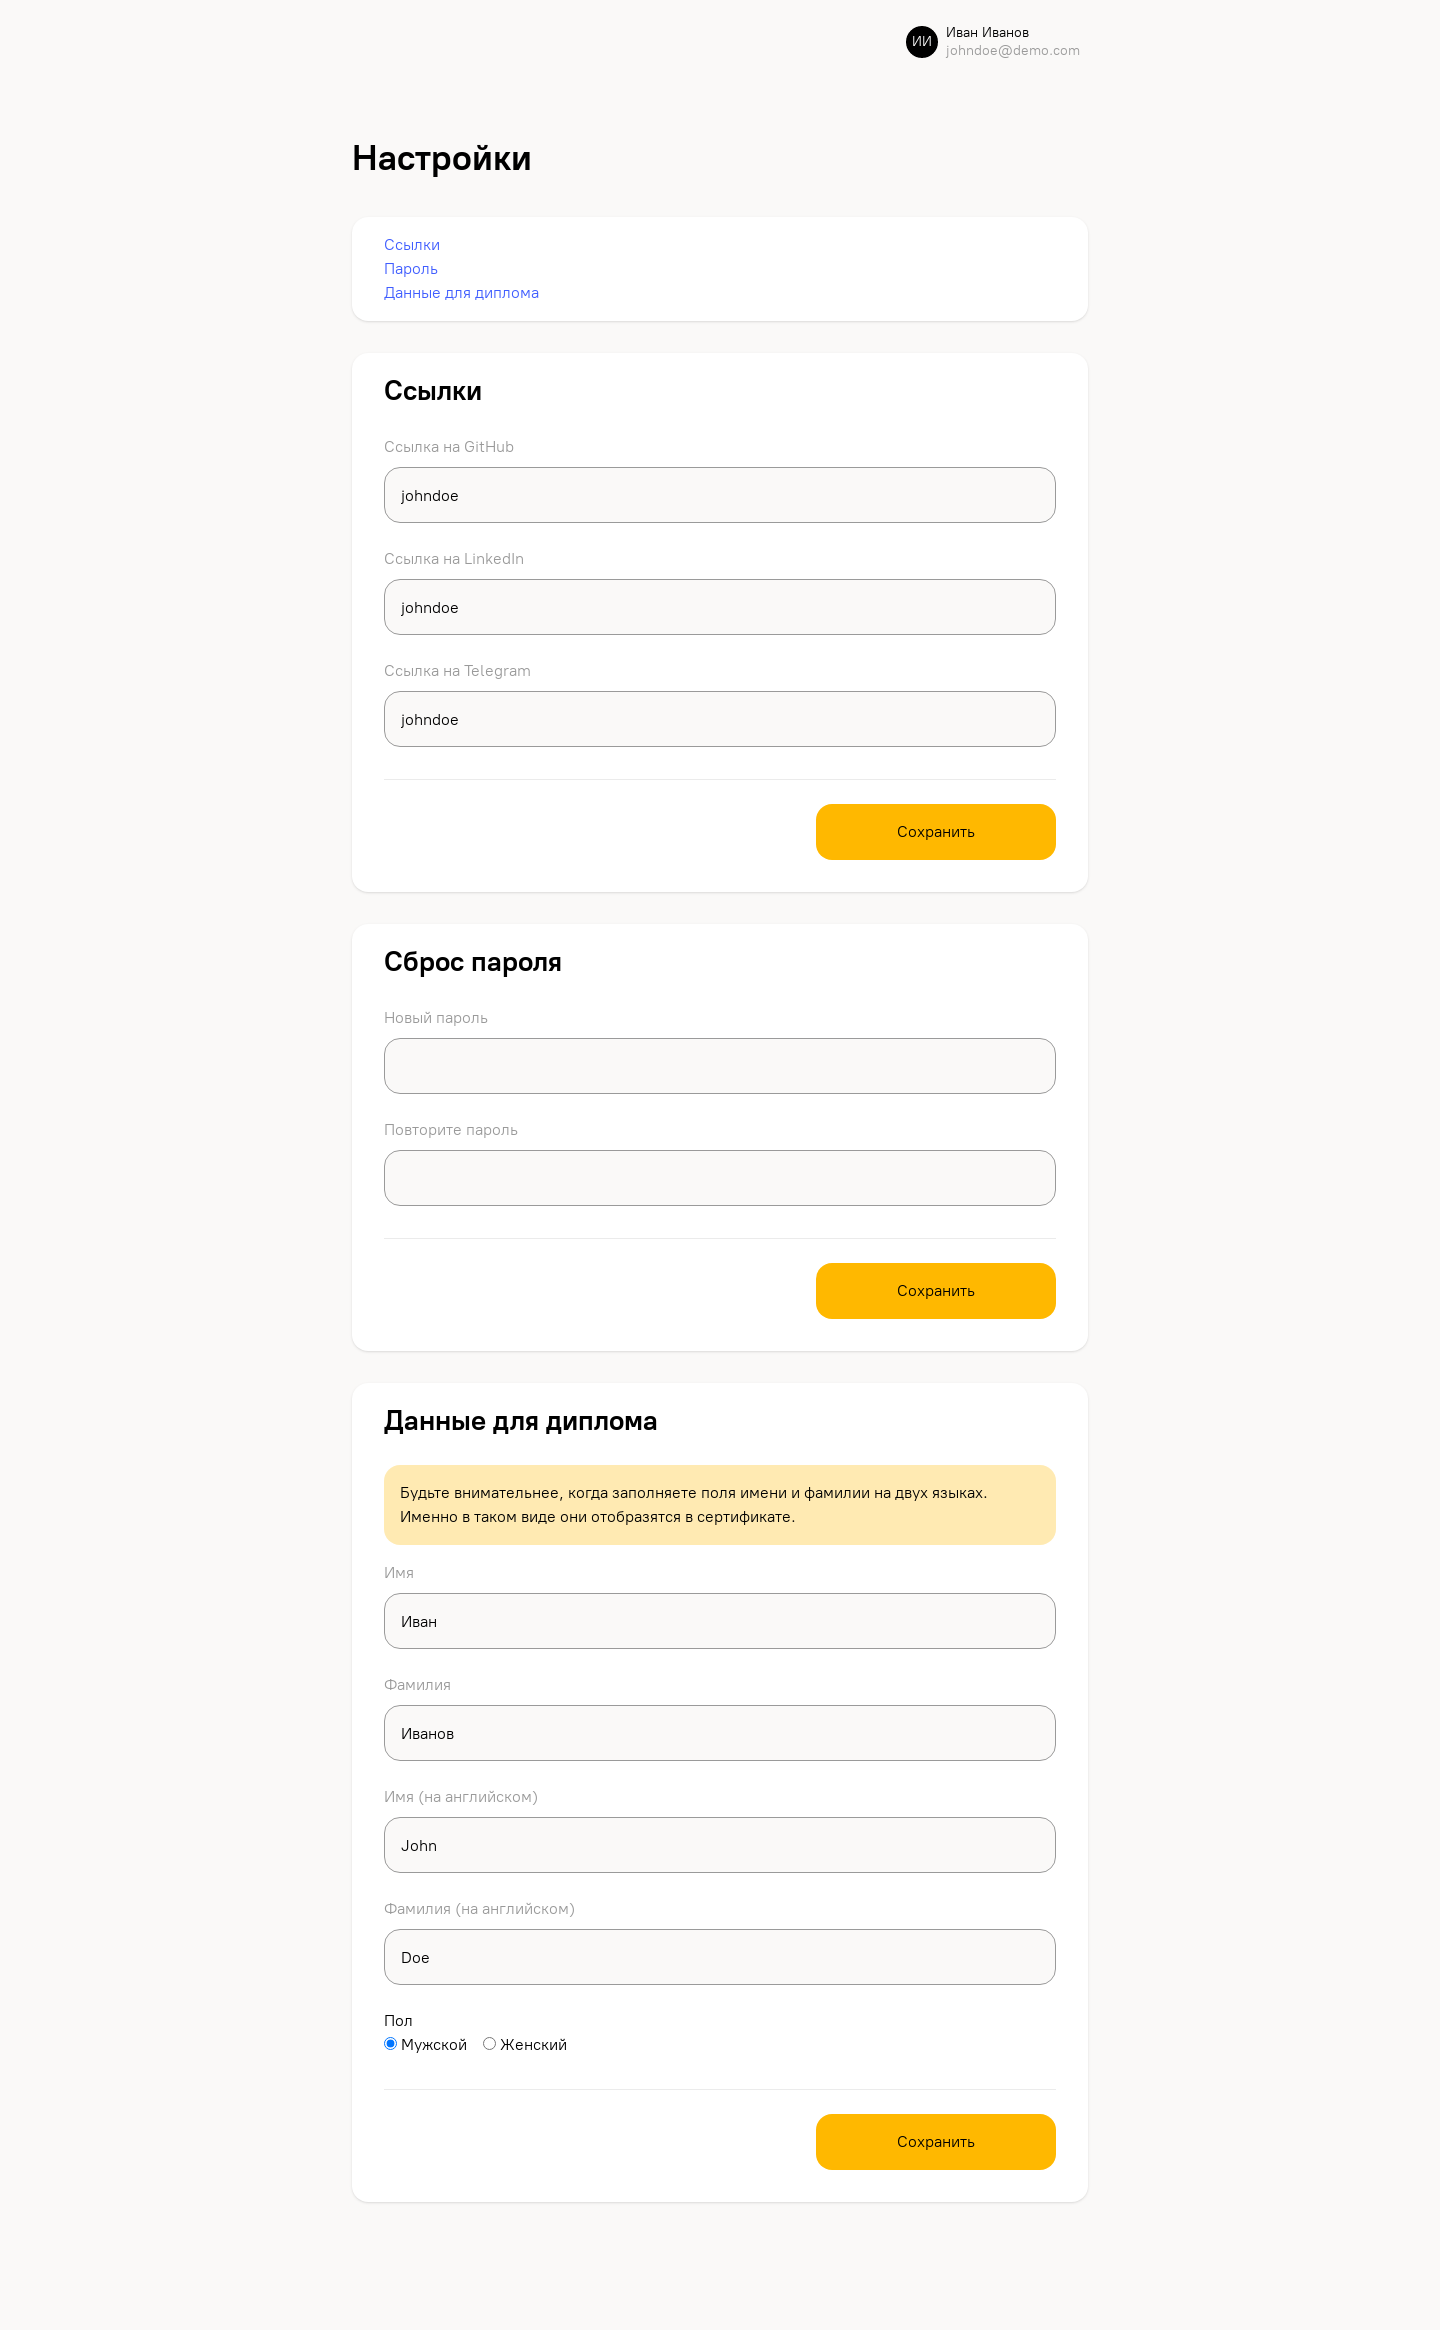 ИИ
Иван Иванов
johndoe@demo.com
Настройки
Ссылки
Пароль
Данные для диплома
Ссылки
Ссылка на GitHub
johndoe
Ссылка на LinkedIn
johndoe
Ссылка на Telegram
johndoe
Сохранить
Сброс пароля
Новый пароль
Повторите пароль
Сохранить
Данные для диплома
Будьте внимательнее, когда заполняете поля имени и фамилии на двух языках.
Именно в таком виде они отобразятся в сертификате.
Имя
Иван
Фамилия
Иванов
Имя (на английском)
John
Фамилия (на английском)
Doe
Пол
Мужской Женский
Сохранить